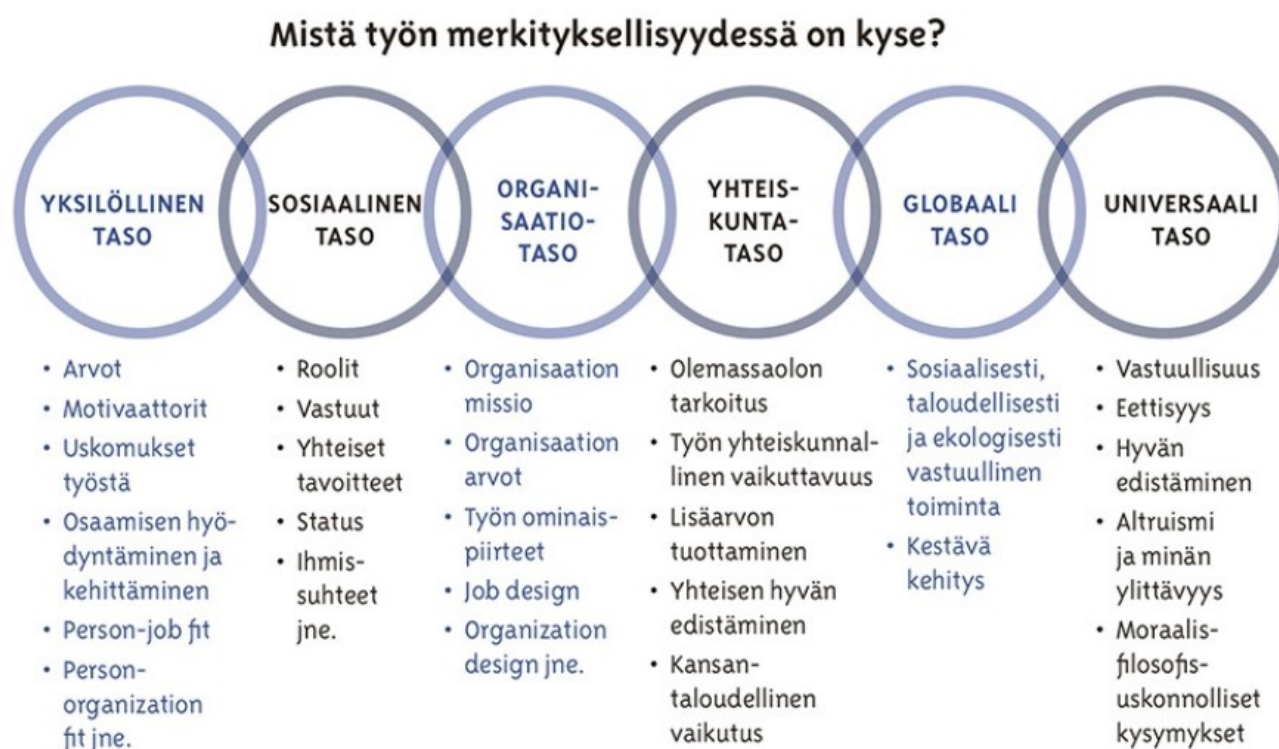 Mistä työn merkityksellisyydessä on kyse?
YKSILÖLLINEN
TASO
SOSIAALINEN
TASO
ORGANI-
SAATIO-
TASO
YHTEIS-
KUNTA-
TASO
GLOBAALI
TASO
UNIVERSAALI
TASO
• Arvot
• Motivaattorit
• Uskomukset
työstä
• Osaamisen hyö-
dyntäminen ja
kehittäminen
• Person-job fit
• Person-
organization
fit jne.
• Roolit
• Vastuut
• Yhteiset
tavoitteet
• Status
• Ihmis-
suhteet
jne.
• Organisaation
missio
• Organisaation
arvot
• Työn ominais-
piirteet
• Job design
• Organization
design jne.
• Olemassaolon
tarkoitus
• Työn yhteiskunnal-
linen vaikuttavuus
• Lisäarvon
tuottaminen
• Yhteisen hyvän
edistäminen
• Kansan-
taloudellinen
vaikutus
• Sosiaalisesti,
taloudellisesti
ja ekologisesti
vastuullinen
toiminta
• Kestävä
kehitys
• Vastuullisuus
• Eettisyys
• Hyvän
edistäminen
• Altruismi
ja minän
ylittävyys
• Moraalis-
filosofis-
uskonnolliset
kysymykset